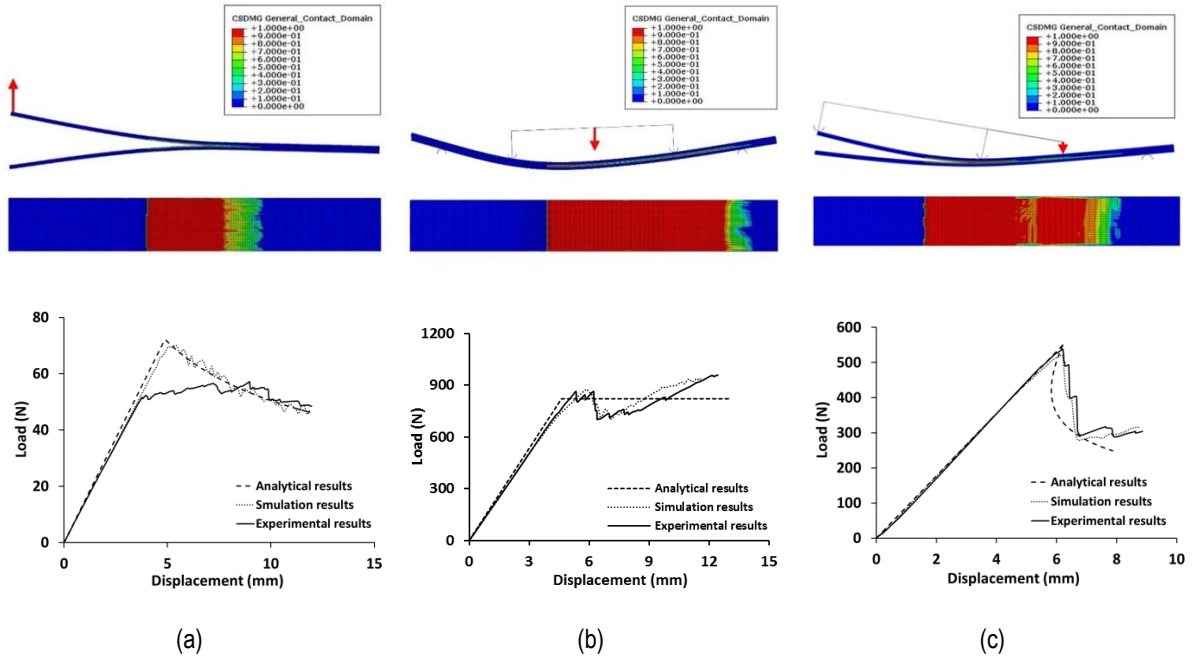 CSDMG General_Contact_Domain
+1.000e+00
+9.000e-01
+8.000e-01
+7.000e-01
+6.000e-01
+5.000e-01
+4.000e-01
+3.000e-01
+2.000e-01
+1.000e-01
+0.000e+00
CSDMG General_Contact_Domain
+1.000e+00
+9.000e-01
+8.000e-01
+7.000e-01
+6.000e-01
+5.000e-01
+4.000e-01
+3.000e-01
+2.000e-01
+1.000e-01
+0.000e+00
CSDMG General_Contact_Domain
+1.000e+00
+9.000e-01
+8.000e-01
+7.000e-01
+6.000e-01
+5.000e-01
+4.000e-01
+3.000e-01
+2.000e-01
+1.000e-01
+0.000e+00
80
60
40
20
0
Load (N)
0 5 10 15
Displacement (mm)
Analytical results
Smulation results
Experimental results
(a)
1200
900
600
300
0
Load (N)
0 3 6 9 12 15
Displacement (mm)
Analytical results
Simulation results
Experimental results
(b)
600
500
400
300
200
100
0
Load (N)
0 2 4 6 8 10
Displacement (mm)
Analytical results
Simulation results
Experimental results
(c)